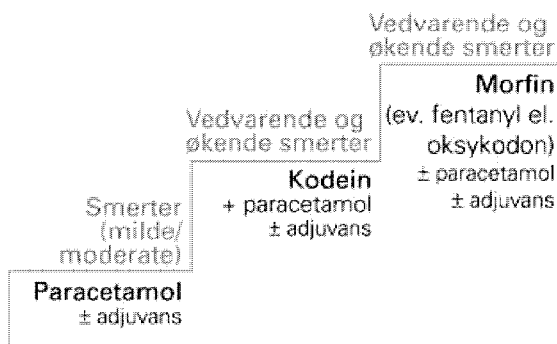 Vedvarende og
økende smerter
Morfin
(ev. fentanyl el.
oksykodon)
± paracetamol
± adjuvans
Vedvarende og
økende smerter
Kodein
+ paracetamol
± adjuvans
Smerter
(milde/
moderate)
Paracetamol
± adjuvans